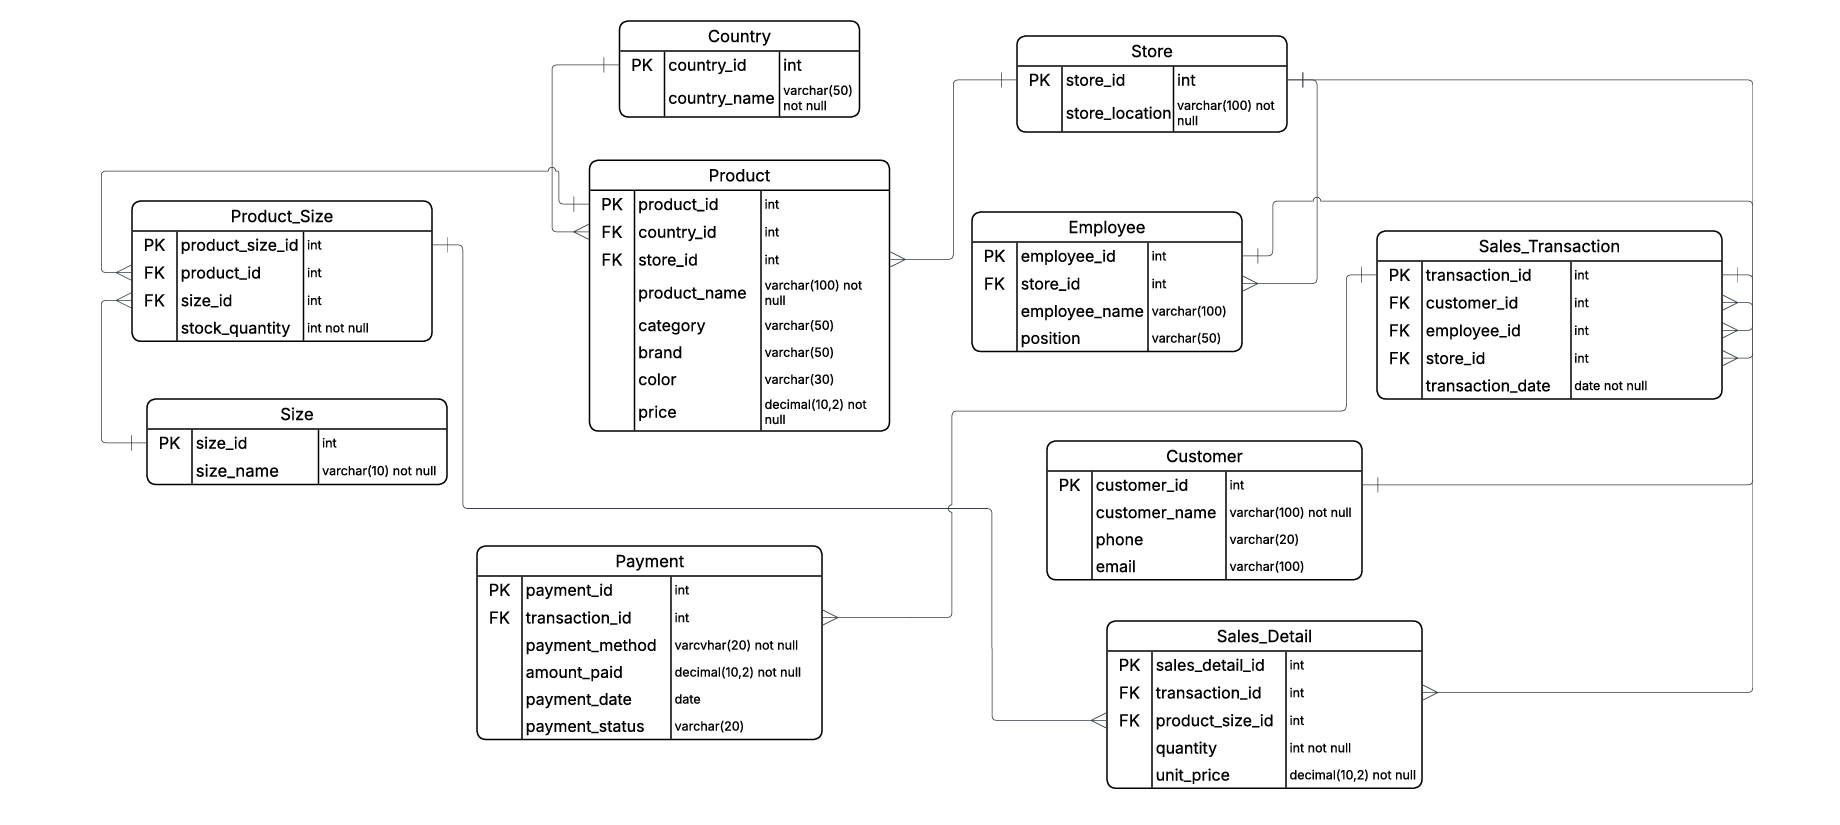 Country
PK country_id int
country_name varchar(50)
not null
Store
PK store_id int
store_location varchar(100) not
null
Product
PK product_id int
FK country_id int
FK store_id int
product_name varchar(100) not
null
category varchar(50)
brand varchar(50)
color varchar(30)
price decimal(10,2) not
null
Product_Size
PK product_size_id int
FK product_id int
FK size_id int
stock_quantity int not null
Employee
PK employee_id int
FK store_id int
employee_name varchar(100)
position varchar(50)
Sales_Transaction
PK transaction_id int
FK customer_id int
FK employee_id int
FK store_id int
transaction_date date not null
Size
PK size_id int
size_name varchar(10) not null
Customer
PK customer_id int
customer_name varchar(100) not null
phone varchar(20)
email varchar(100)
Payment
PK payment_id int
FK transaction_id int
payment_method varcvhar(20) not null
amount_paid decimal(10,2) not null
payment_date date
payment_status varchar(20)
Sales_Detail
PK sales_detail_id int
FK transaction_id int
FK product_size_id int
quantity int not null
unit_price decimal(10,2) not null